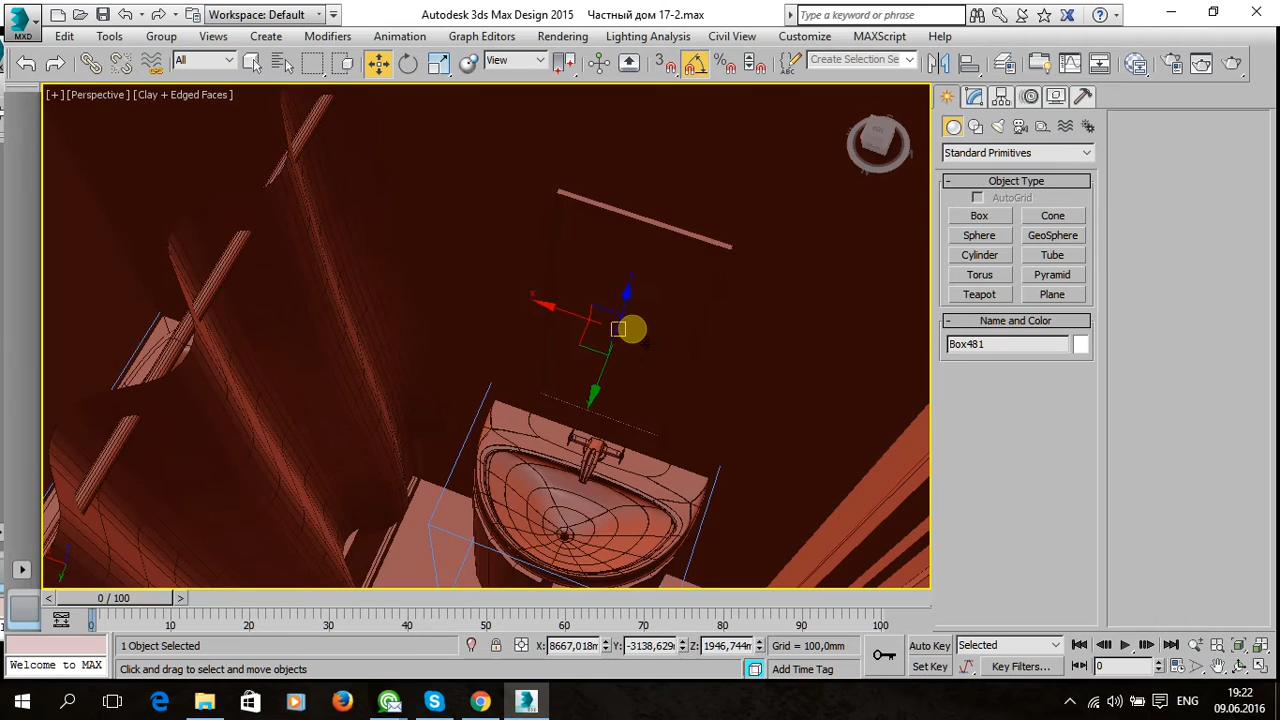 MXD
Workspace: Default
Autodesk 3ds Max Design 2015 Частный дом 17-2.max
Type a keyword or phrase
Edit Tools Group Views Create Modifiers Animation Graph Editors Rendering Lighting Analysis Civil View Customize MAXScript Help
All
View
3
Create Selection Se
[+] [Perspective] [Clay + Edged Faces]
Standard Primitives
- Object Type
AutoGrid
Box Cone
Sphere GeoSphere
Cylinder Tube
Torus Pyramid
Teapot Plane
- Name and Color
Box481
x
y
< 0 / 100 >
0 10 20 30 40 50 60 70 80 90 100
1 Object Selected
X: 8667,018m Y: -3138,629m Z: 1946,744m Grid = 100,0mm
Auto Key Selected
Welcome to MAX
Click and drag to select and move objects
Add Time Tag
Set Key Key Filters...
0
ENG
19:22
09.06.2016